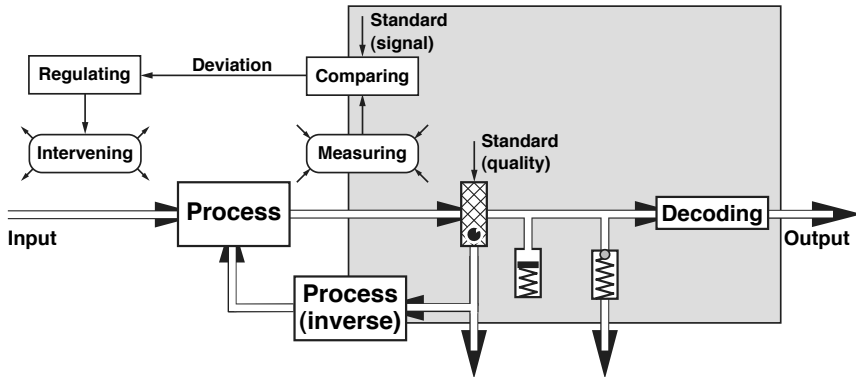 Standard
(signal)
Regulating
Deviation
Comparing
Intervening
Measuring
Standard
(quality)
Process
Decoding
Input
Output
Process
(inverse)